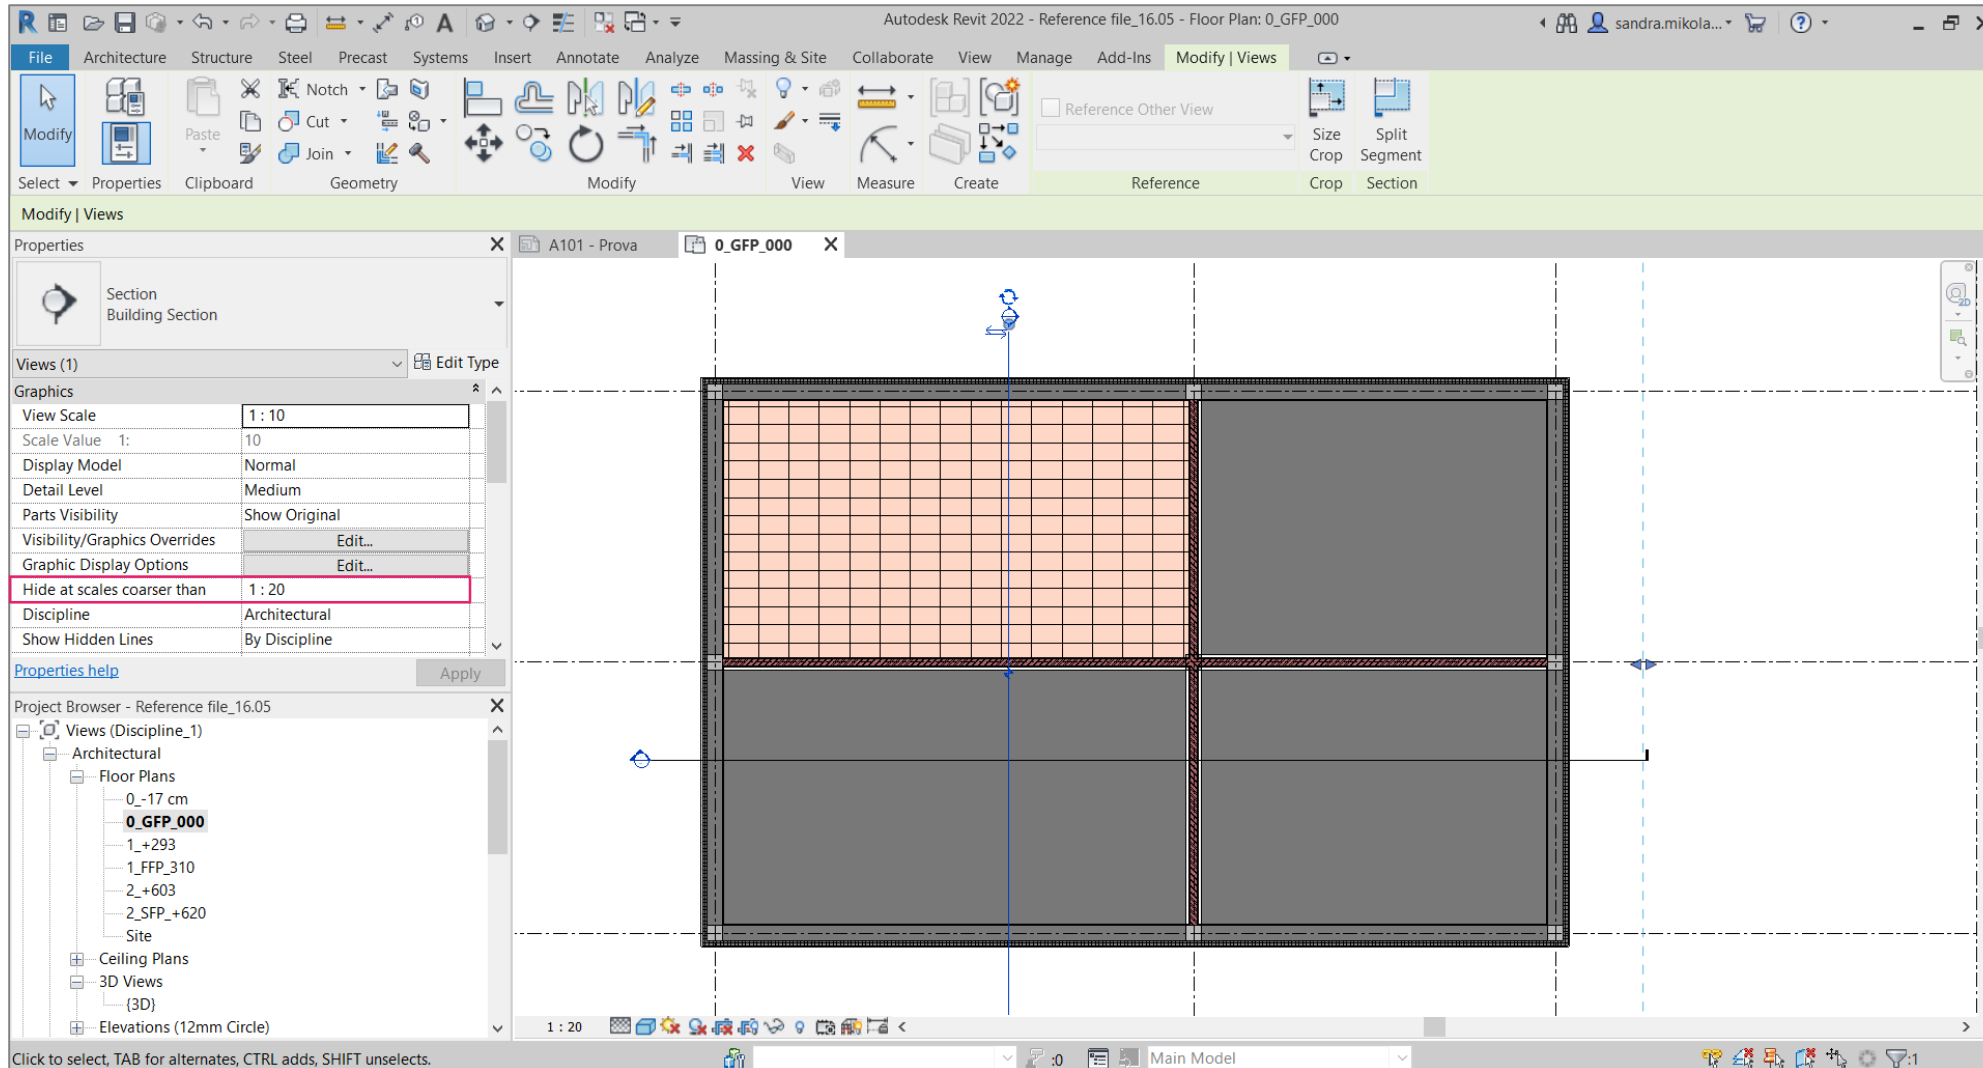 Autodesk Revit 2022 - Reference file_16.05 - Floor Plan: 0_GFP_000
sandra.mikola...
File Architecture Structure Steel Precast Systems Insert Annotate Analyze Massing & Site Collaborate View Manage Add-Ins Modify | Views
Modify
Paste
Notch
Cut
Join
Reference Other View
Size Crop
Split Segment
Select Properties Clipboard Geometry Modify View Measure Create Reference Crop Section
Modify | Views
Properties
A101 - Prova
0_GFP_000
Section
Building Section
Views (1)
Edit Type
Graphics
View Scale 1 : 10
Scale Value 1: 10
Display Model Normal
Detail Level Medium
Parts Visibility Show Original
Visibility/Graphics Overrides Edit...
Graphic Display Options Edit...
Hide at scales coarser than 1 : 20
Discipline Architectural
Show Hidden Lines By Discipline
Properties help
Apply
Project Browser - Reference file_16.05
Views (Discipline_1)
Architectural
Floor Plans
0_-17 cm
0_GFP_000
1_+293
1_FFP_310
2_+603
2_SFP_+620
Site
Ceiling Plans
3D Views
{3D}
Elevations (12mm Circle)
1 : 20
Click to select, TAB for alternates, CTRL adds, SHIFT unselects.
:0
Main Model
:1
2D